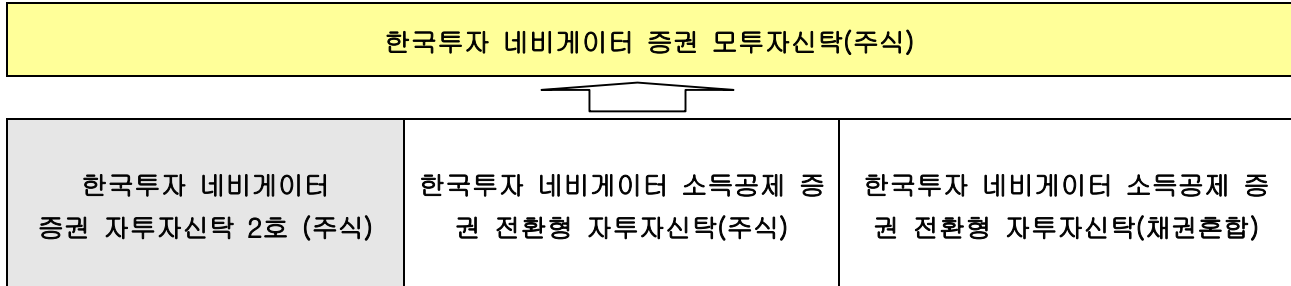 한국투자 네비게이터 증권 모투자신탁(주식)
한국투자 네비게이터
증권 자투자신탁 2호 (주식)
한국투자 네비게이터 소득공제 증
권 전환형 자투자신탁(주식)
한국투자 네비게이터 소득공제 증
권 전환형 자투자신탁(채권혼합)